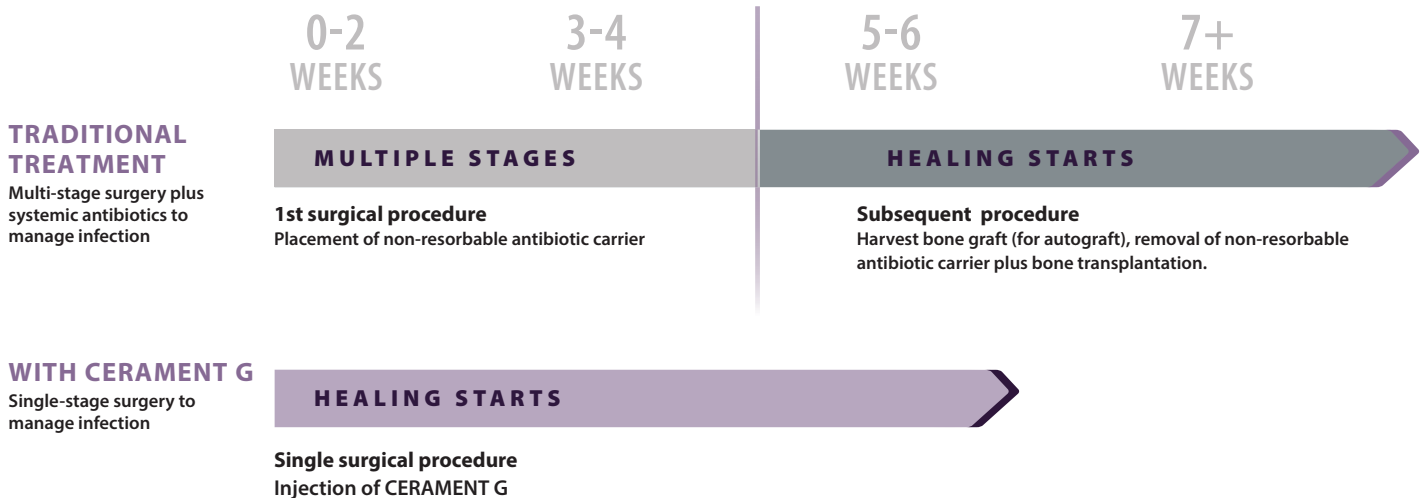 0-2
WEEKS
3-4
WEEKS
5-6
WEEKS
7+
WEEKS
TRADITIONAL
TREATMENT
Multi-stage surgery plus
systemic antibiotics to
manage infection
MULTIPLE STAGES
HEALING STARTS
1st surgical procedure
Placement of non-resorbable antibiotic carrier
Subsequent procedure
Harvest bone graft (for autograft), removal of non-resorbable
antibiotic carrier plus bone transplantation.
WITH CERAMENT G
Single-stage surgery to
manage infection
HEALING STARTS
Single surgical procedure
Injection of CERAMENT G